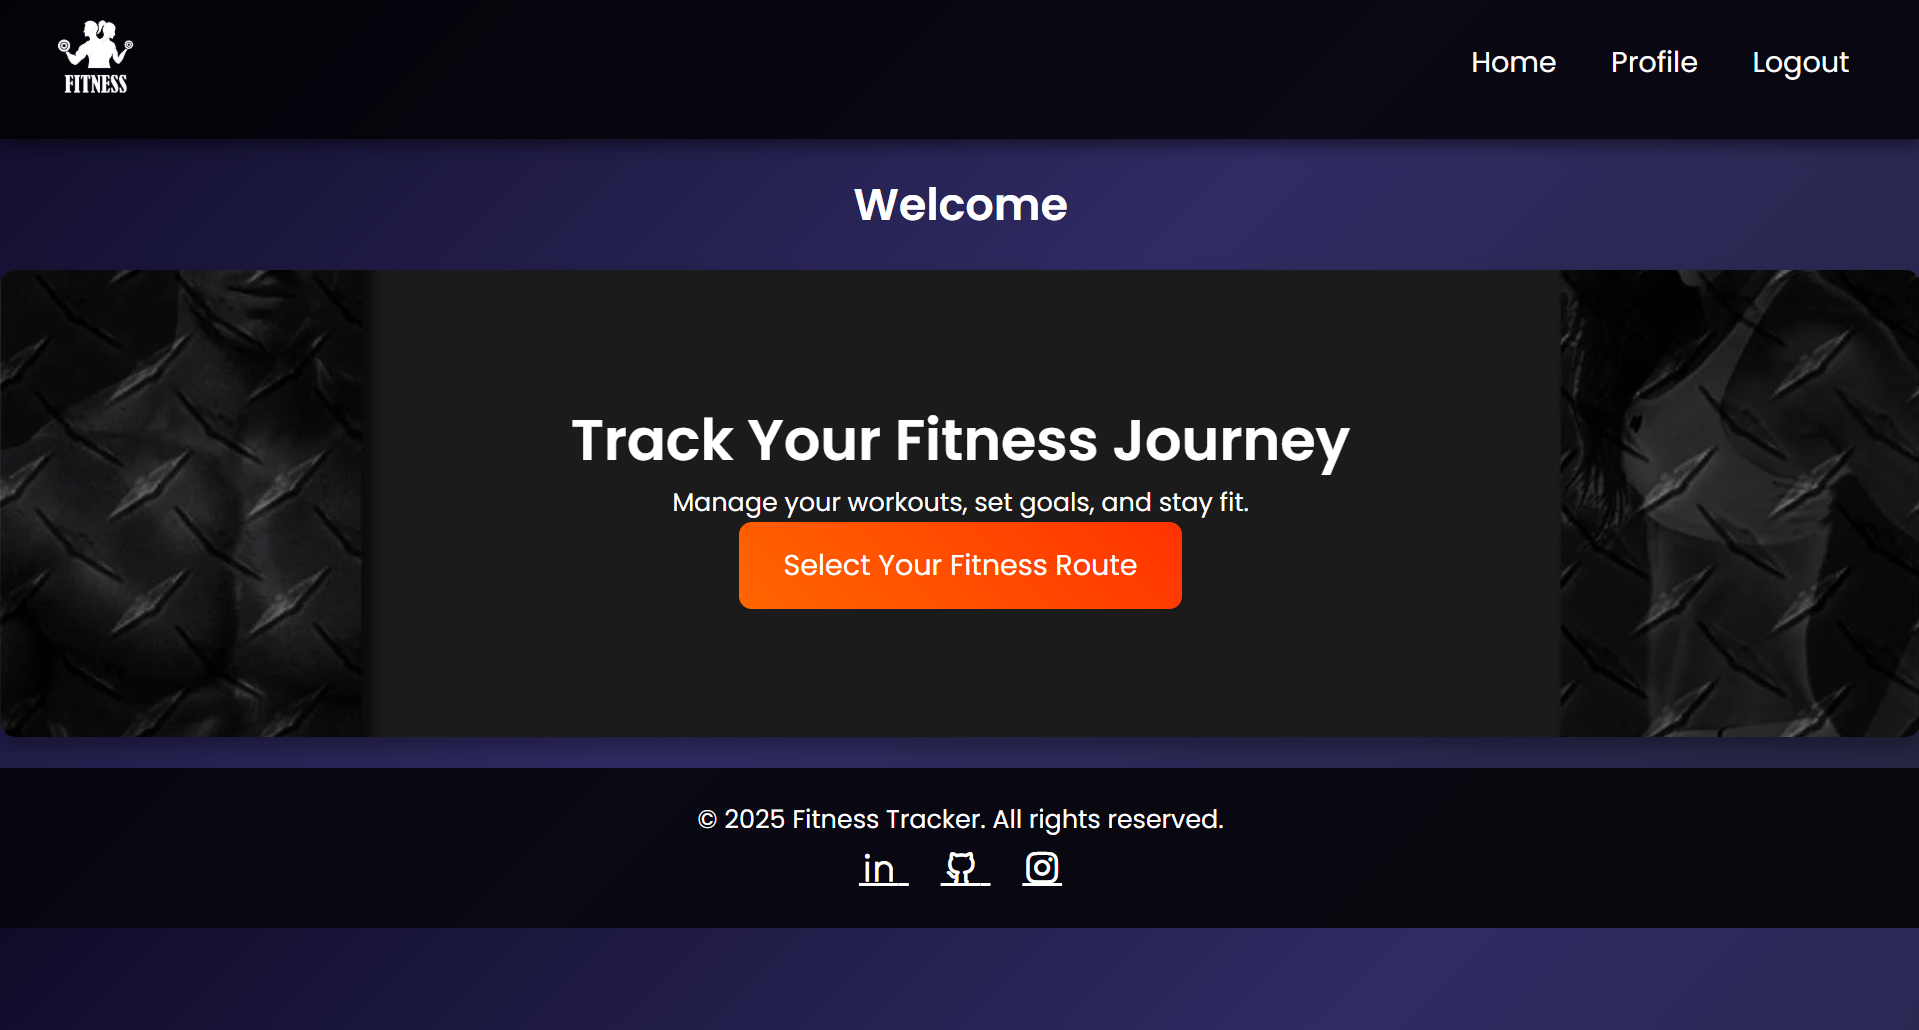 FITNESS
Home Profile Logout
Welcome
Track Your Fitness Journey
Manage your workouts, set goals, and stay fit.
Select Your Fitness Route
© 2025 Fitness Tracker. All rights reserved.
in